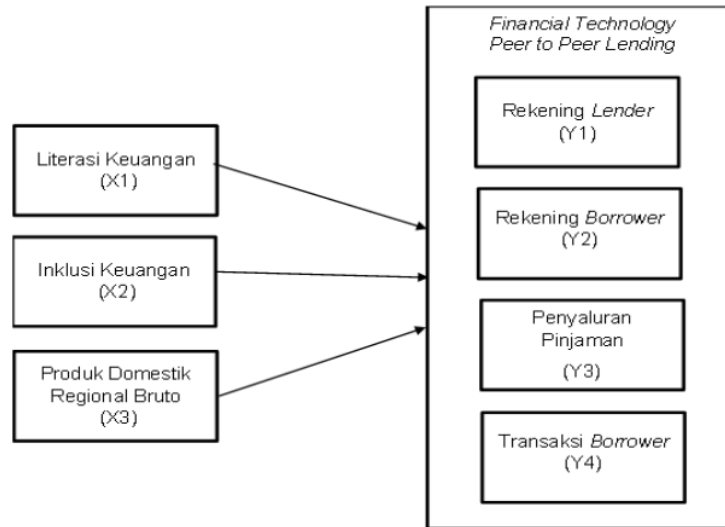 Financial Technology
Peer to Peer Lending
Rekening Lender
(Y1)
Literasi Keuangan
(X1)
Rekening Borrower
(Y2)
Inklusi Keuangan
(X2)
Penyaluran
Pinjaman
(Y3)
Produk Domestik
Regional Bruto
(X3)
Transaksi Borrower
(Y4)